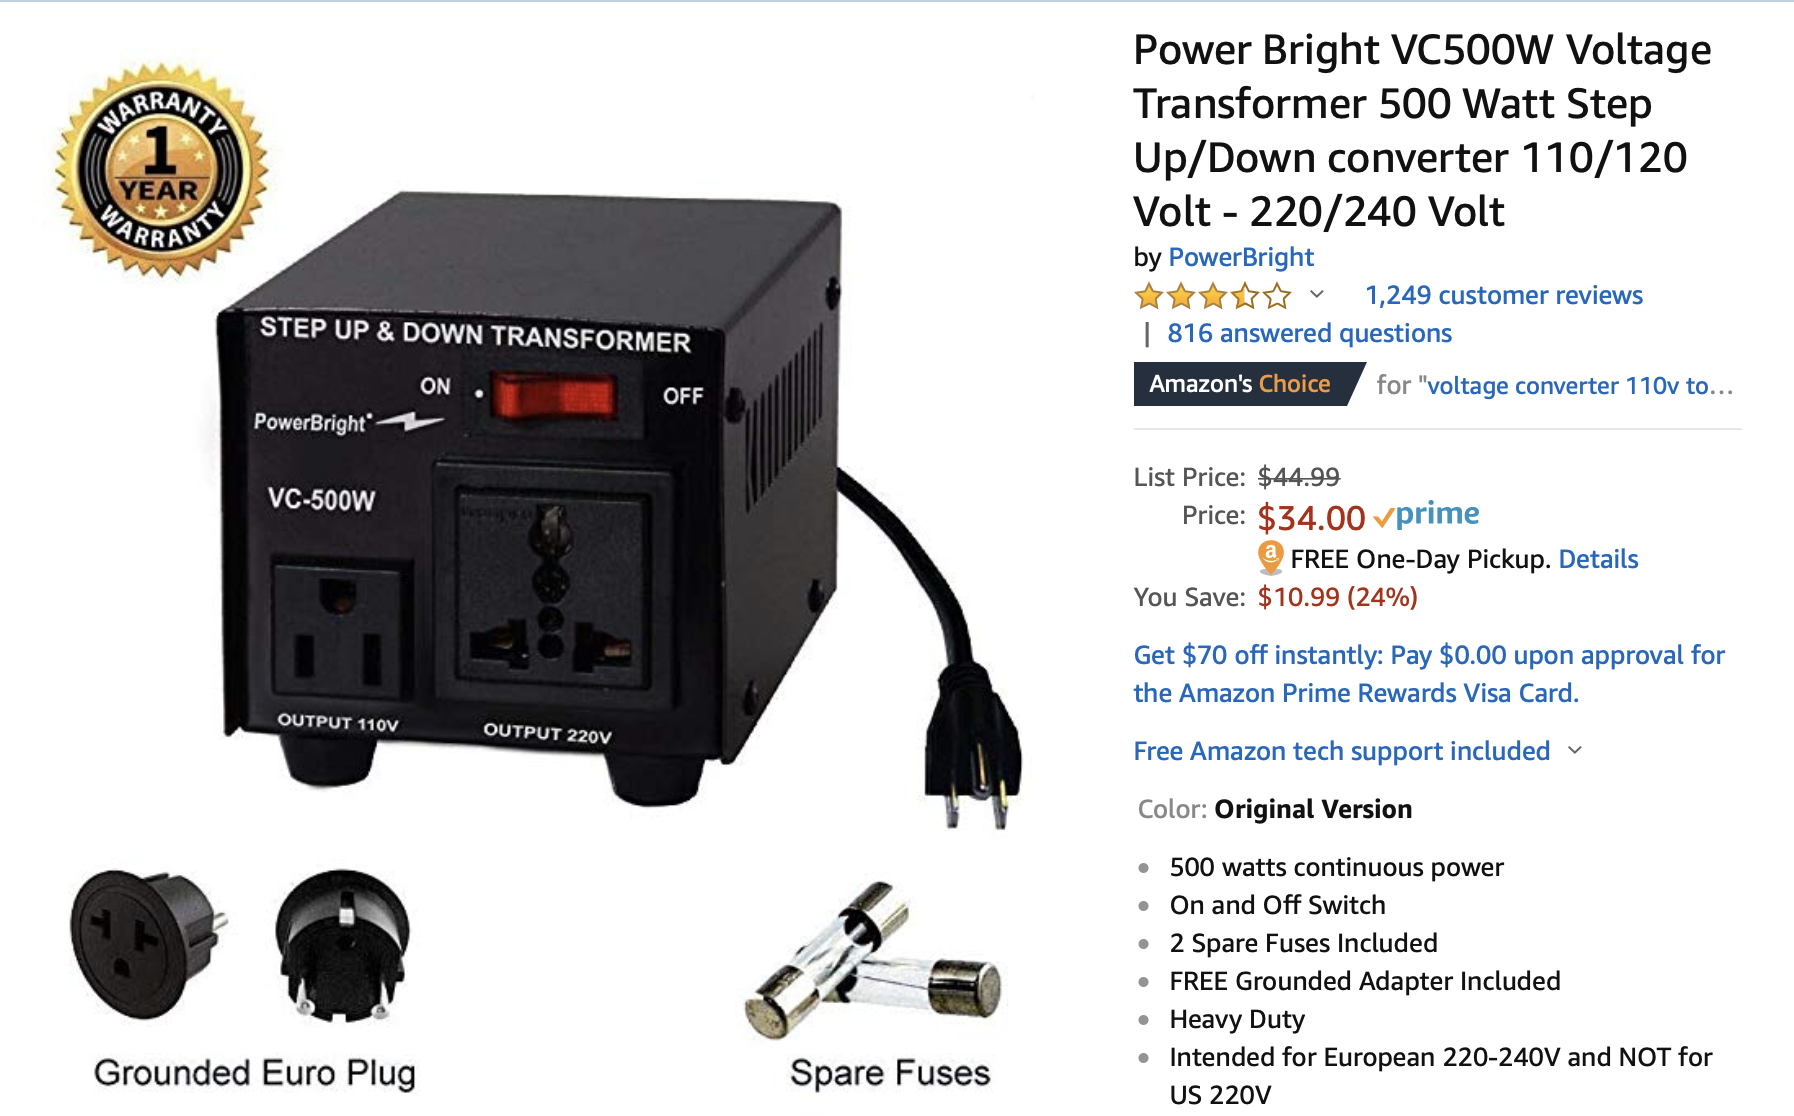 WARRANTY
1
YEAR
WARRANTY
STEP UP & DOWN TRANSFORMER
ON
OFF
PowerBright
VC-500W
OUTPUT 110V
OUTPUT 220V
Grounded Euro Plug
Spare Fuses
Power Bright VC500W Voltage
Transformer 500 Watt Step
Up/Down converter 110/120
Volt - 220/240 Volt
by PowerBright
1,249 customer reviews
| 816 answered questions
Amazon's Choice for "voltage converter 110v to…
List Price: $44.99
Price: $34.00 prime
a FREE One-Day Pickup. Details
You Save: $10.99 (24%)
Get $70 off instantly: Pay $0.00 upon approval for
the Amazon Prime Rewards Visa Card.
Free Amazon tech support included
Color: Original Version
• 500 watts continuous power
• On and Off Switch
• 2 Spare Fuses Included
• FREE Grounded Adapter Included
• Heavy Duty
• Intended for European 220-240V and NOT for
US 220V